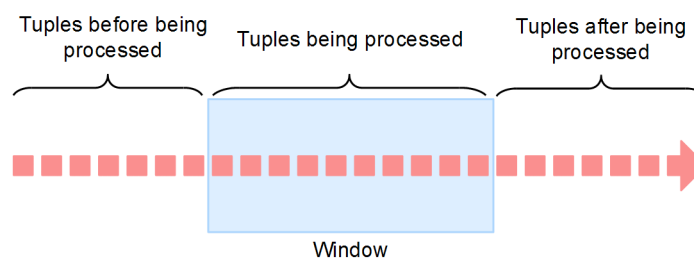 Tuples before being
processed
Tuples being processed
Tuples after being
processed
Window